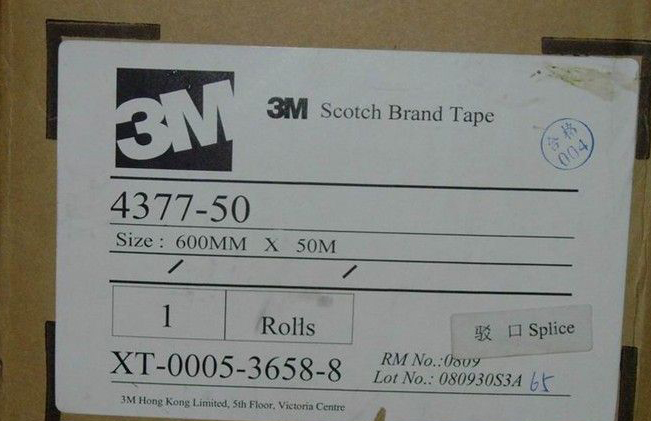 3M
3M Scotch Brand Tape
合格
004
4377-50
Size : 600MM X 50M
/ /
1 Rolls
驳 口 Splice
XT-0005-3658-8
RM No.:0809
Lot No.: 080930S3A 65
3M Hong Kong Limited, 5th Floor, Victoria Centre